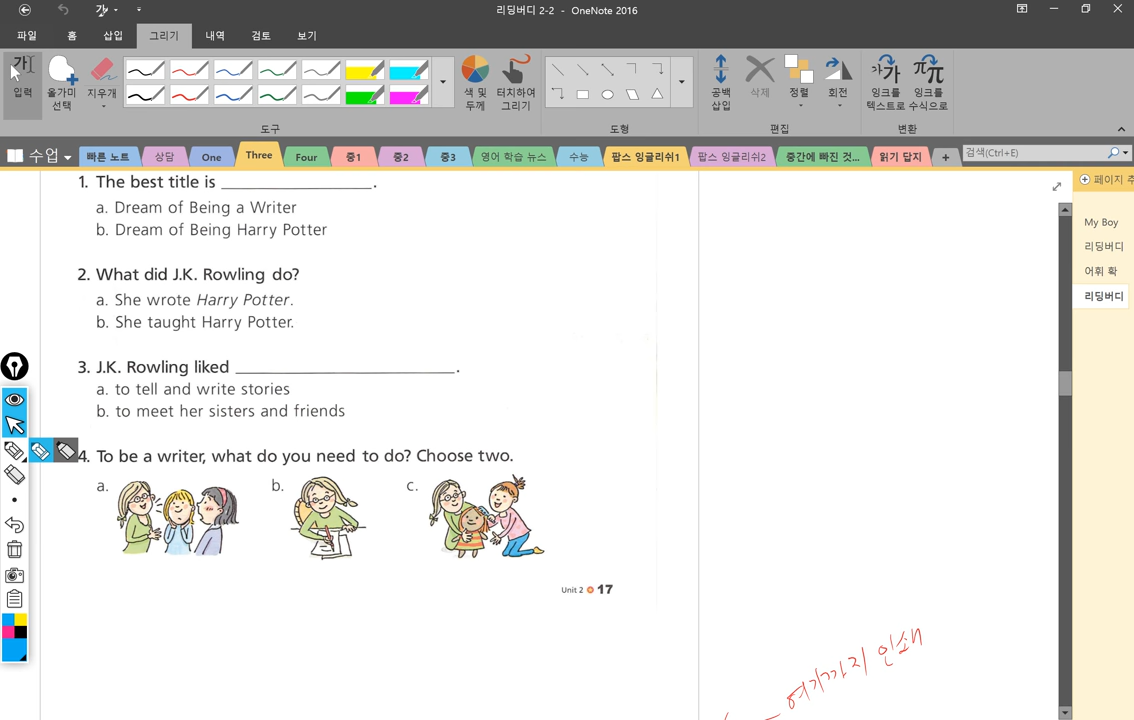 리딩버디 2-2 - OneNote 2016
파일 홈 삽입 그리기 내역 검토 보기
입력
올가미 선택
지우개
색 및 두께
터치하여 그리기
공백 삽입
삭제
정렬
회전
잉크를 텍스트로
잉크를 수식으로
도구 도형 편집 변환
수업 빠른 노트 상담 One Three Four 중1 중2 중3 영어 학습 뉴스 수능 팝스 잉글리쉬1 팝스 잉글리쉬2 중간에 빠진 것... 읽기 답지 검색(Ctrl+E)
페이지 추
My Boy
리딩버디
어휘 확
리딩버디
1. The best title is ________________.
a. Dream of Being a Writer
b. Dream of Being Harry Potter
2. What did J.K. Rowling do?
a. She wrote Harry Potter.
b. She taught Harry Potter.
3. J.K. Rowling liked ________________________.
a. to tell and write stories
b. to meet her sisters and friends
4. To be a writer, what do you need to do? Choose two.
a. b. c.
Unit 2 17
여기까지 인쇄